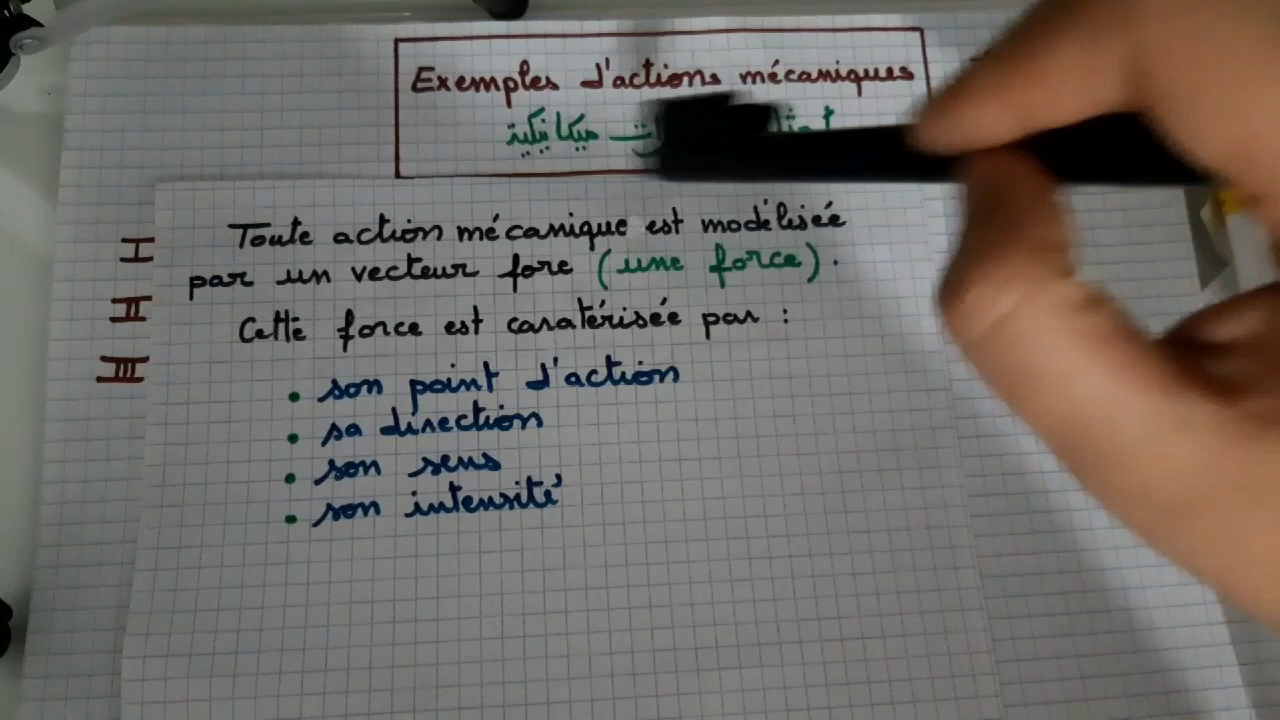 Exemples d'actions mécaniques
ميكانيكية
Toute action mécanique est modélisée
par un vecteur forc (une force).
Cette force est caratérisée par :
I
II
III
• son point d'action
• sa direction
• son sens
• son intensité